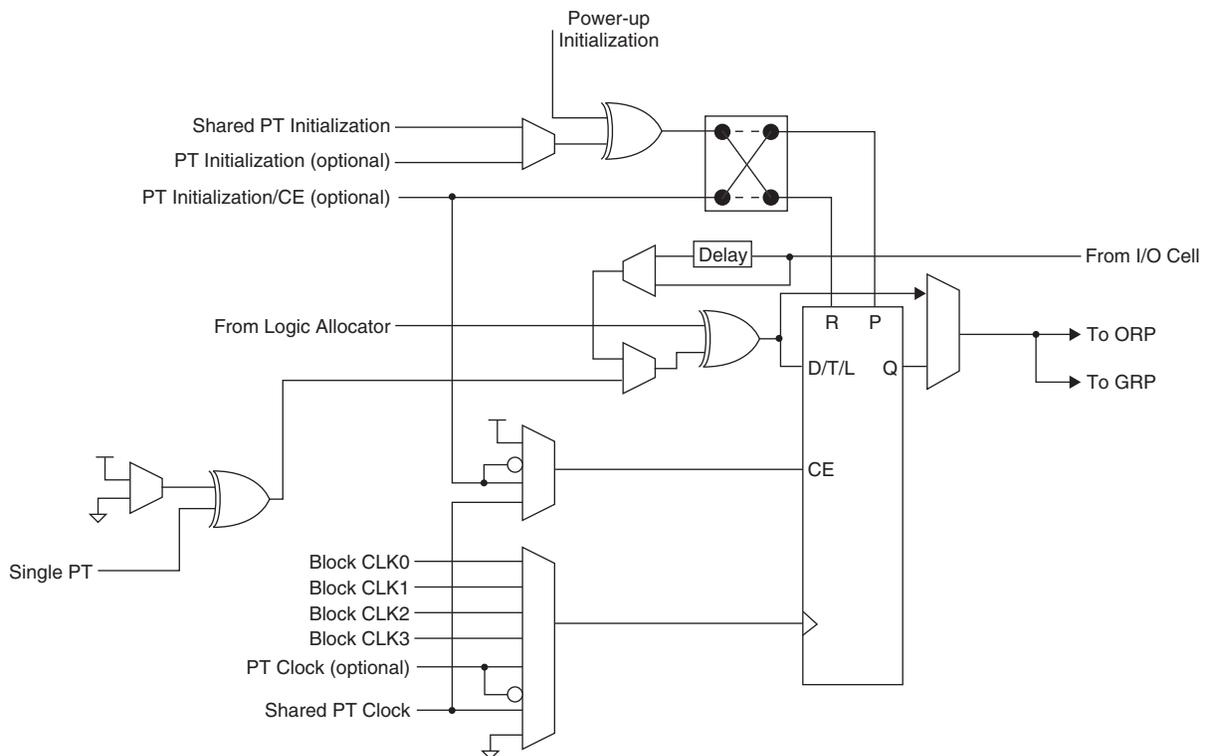 Power-up
Initialization
Shared PT Initialization
PT Initialization (optional)
PT Initialization/CE (optional)
Delay
From I/O Cell
From Logic Allocator
R
P
To ORP
D/T/L
Q
To GRP
CE
Single PT
Block CLK0
Block CLK1
Block CLK2
Block CLK3
PT Clock (optional)
Shared PT Clock